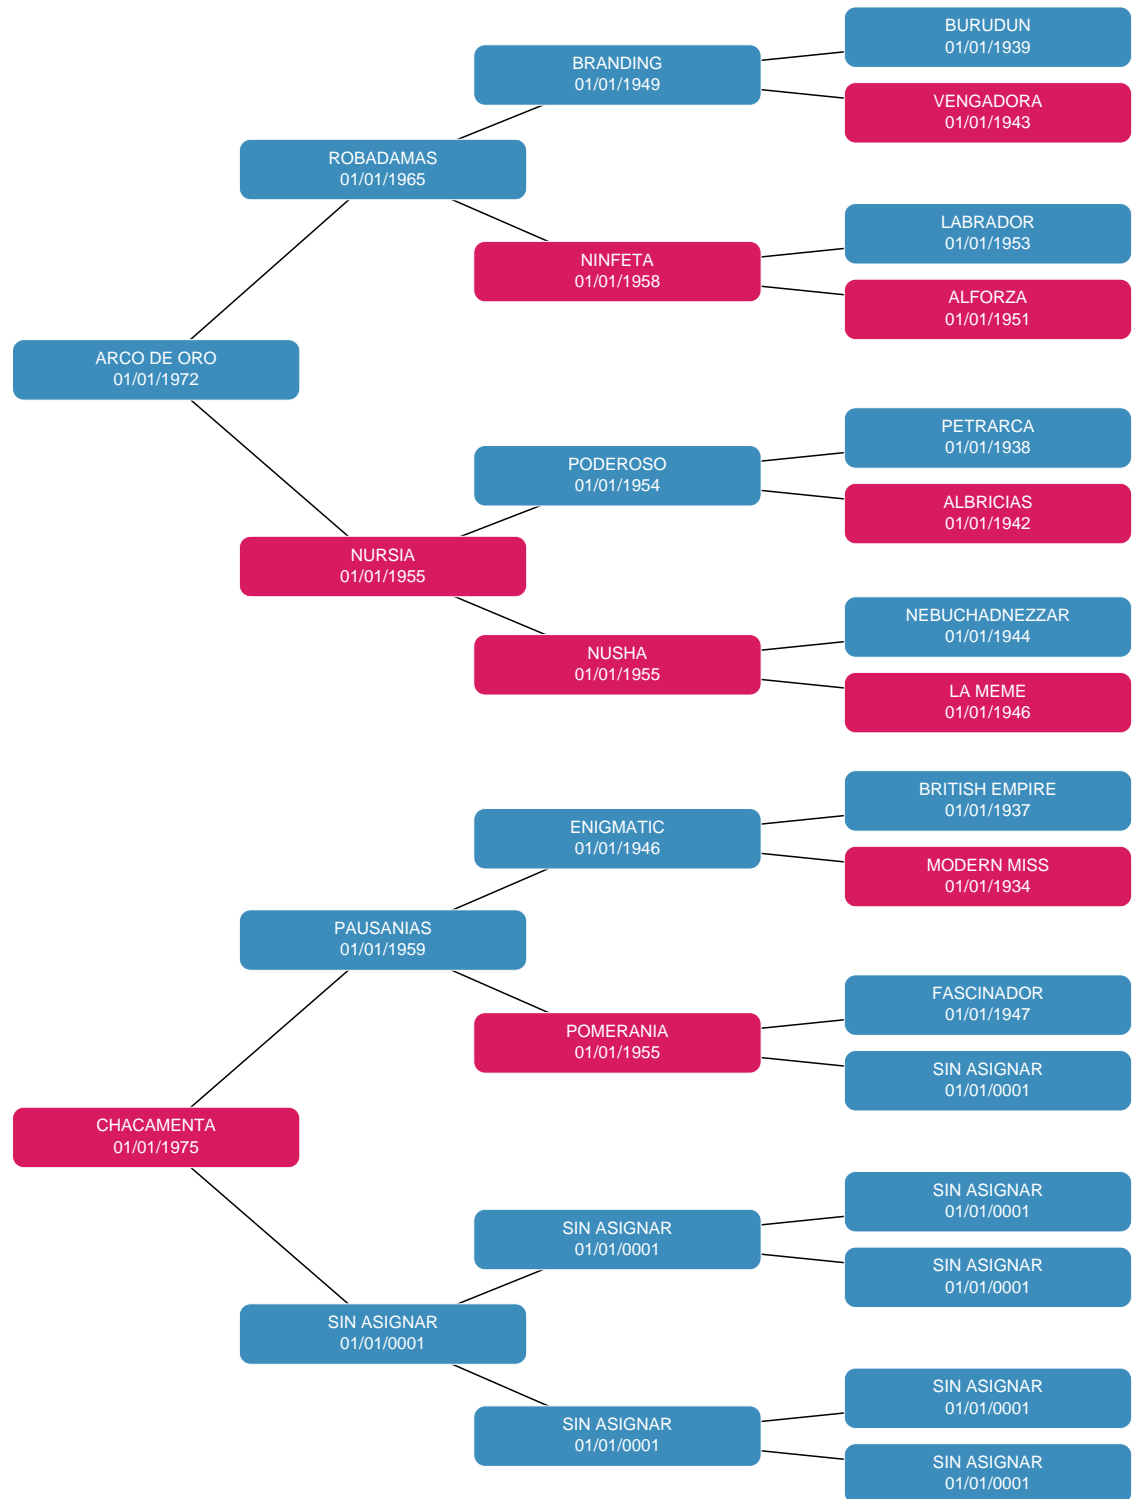 BURUDUN
01/01/1939
BRANDING
01/01/1949
VENGADORA
01/01/1943
ROBADAMAS
01/01/1965
LABRADOR
01/01/1953
NINFETA
01/01/1958
ALFORZA
01/01/1951
ARCO DE ORO
01/01/1972
PETRARCA
01/01/1938
PODEROSO
01/01/1954
ALBRICIAS
01/01/1942
NURSIA
01/01/1955
NEBUCHADNEZZAR
01/01/1944
NUSHA
01/01/1955
LA MEME
01/01/1946
BRITISH EMPIRE
01/01/1937
ENIGMATIC
01/01/1946
MODERN MISS
01/01/1934
PAUSANIAS
01/01/1959
FASCINADOR
01/01/1947
POMERANIA
01/01/1955
SIN ASIGNAR
01/01/0001
CHACAMENTA
01/01/1975
SIN ASIGNAR
01/01/0001
SIN ASIGNAR
01/01/0001
SIN ASIGNAR
01/01/0001
SIN ASIGNAR
01/01/0001
SIN ASIGNAR
01/01/0001
SIN ASIGNAR
01/01/0001
SIN ASIGNAR
01/01/0001